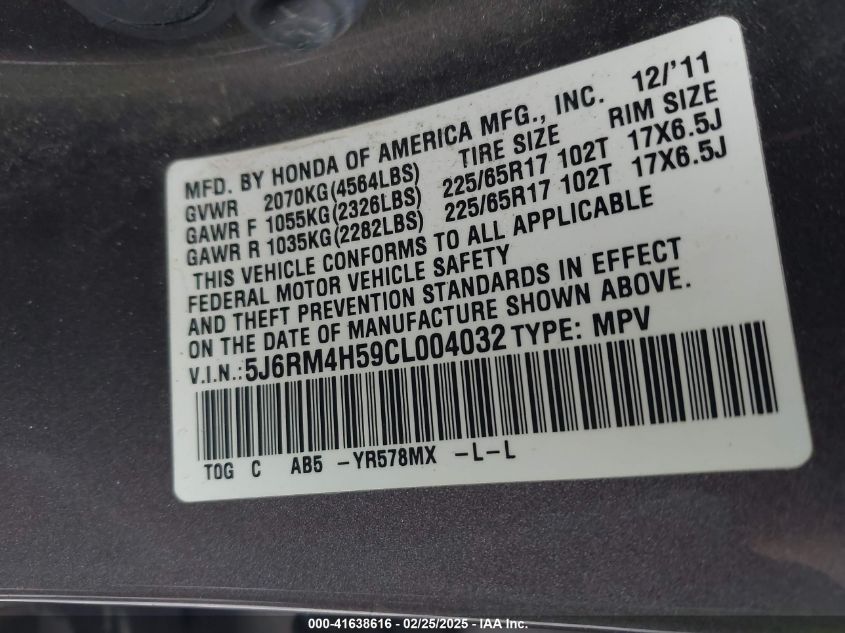 12/'11
MFD. BY HONDA OF AMERICA MFG., INC.
GVWR 2070KG(4564LBS) TIRE SIZE RIM SIZE
GAWR F 1055KG(2326LBS) 225/65R17 102T 17X6.5J
GAWR R 1035KG(2282LBS) 225/65R17 102T 17X6.5J
THIS VEHICLE CONFORMS TO ALL APPLICABLE
FEDERAL MOTOR VEHICLE SAFETY
AND THEFT PREVENTION STANDARDS IN EFFECT
ON THE DATE OF MANUFACTURE SHOWN ABOVE.
V.I.N.:5J6RM4H59CL004032 TYPE: MPV
TOG C AB5 -YR578MX -L-L
000-41638616 - 02/25/2025 - IAA Inc.